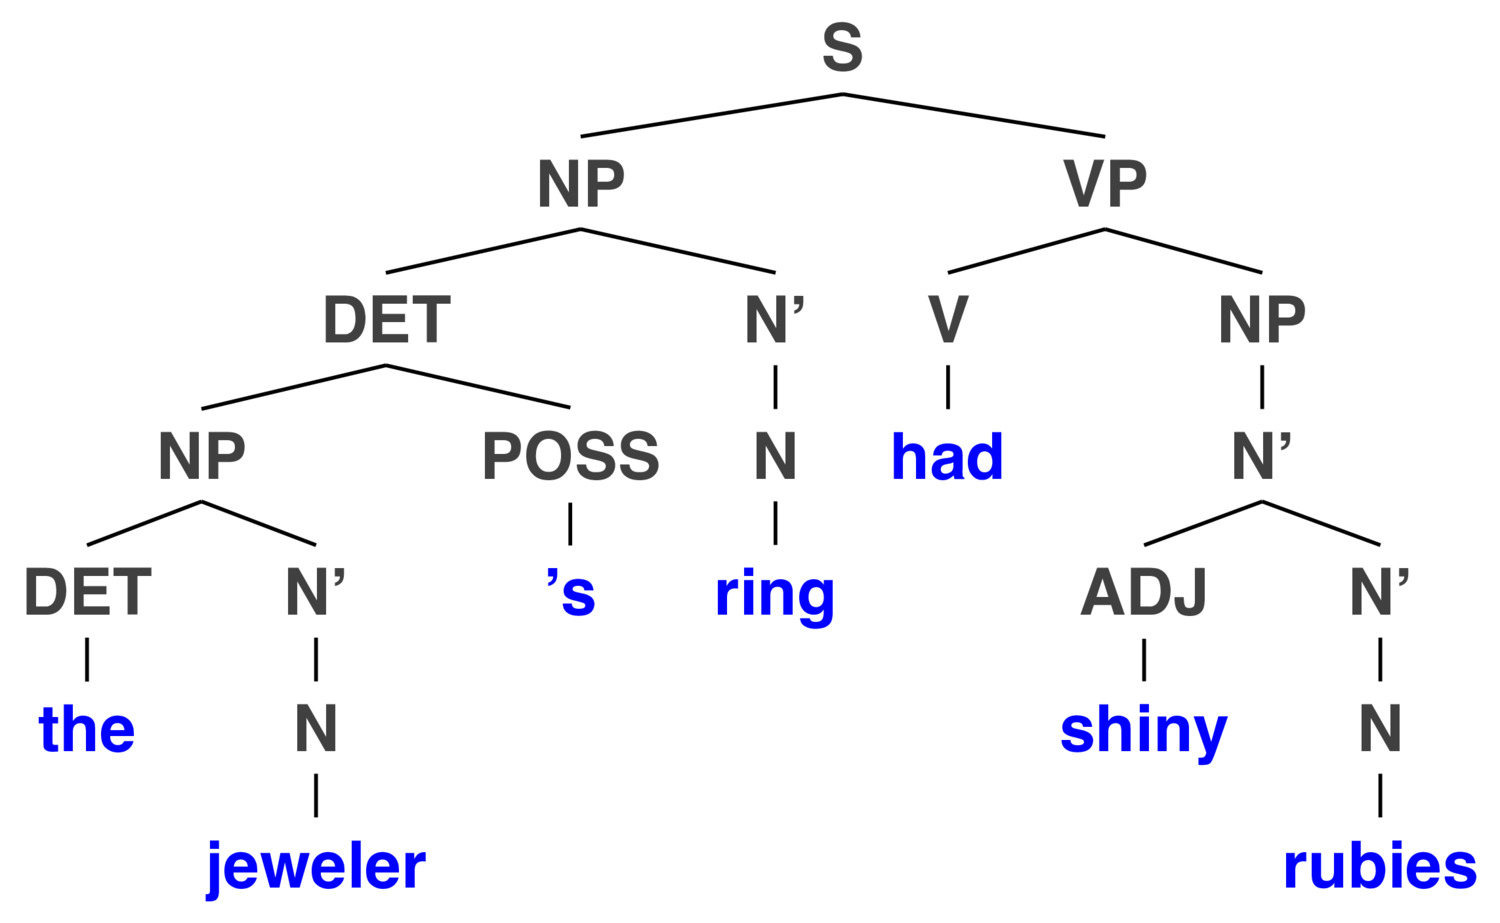 S
NP VP
DET N’ V NP
NP POSS N had N’
DET N’ ’s ring ADJ N’
the N shiny N
jeweler rubies